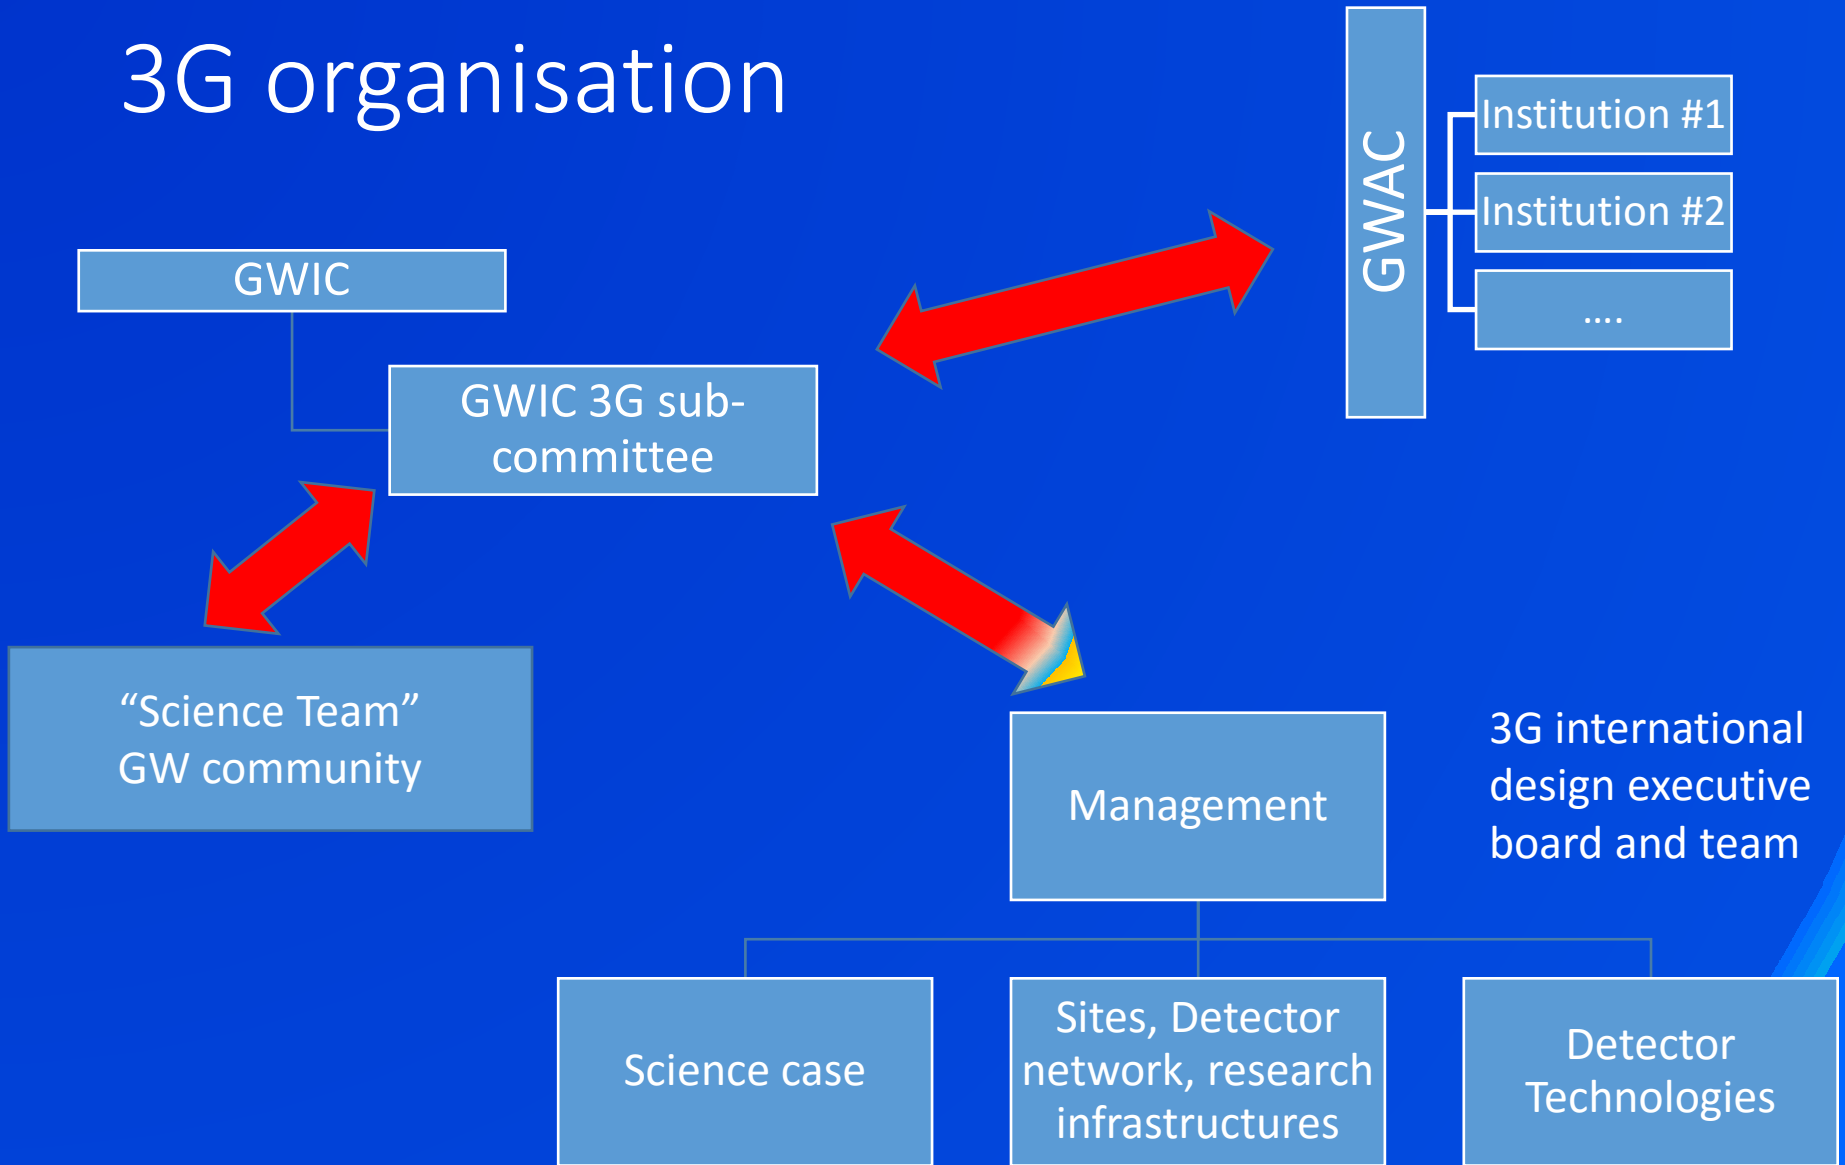 3G organisation
GWAC
Institution #1
Institution #2
....
GWIC
GWIC 3G sub-
committee
“Science Team”
GW community
Management
3G international
design executive
board and team
Science case
Sites, Detector
network, research
infrastructures
Detector
Technologies